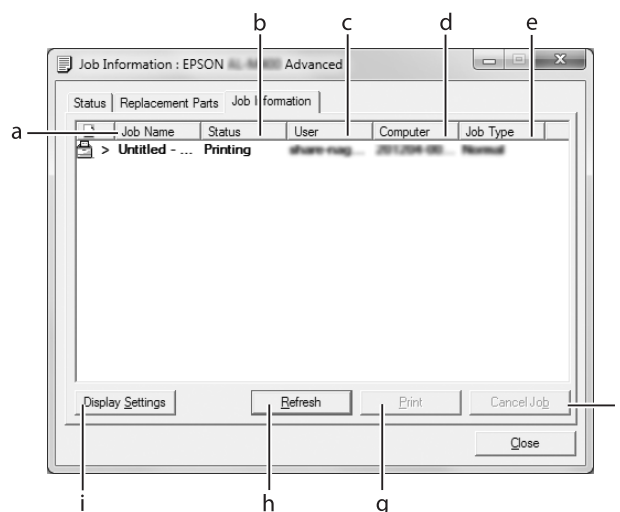 b c d e
Job Information : EPSON Advanced
Status Replacement Parts Job Information
a Job Name Status User Computer Job Type
> Untitled - ... Printing
Display Settings Refresh Print Cancel Job
Close
i h g